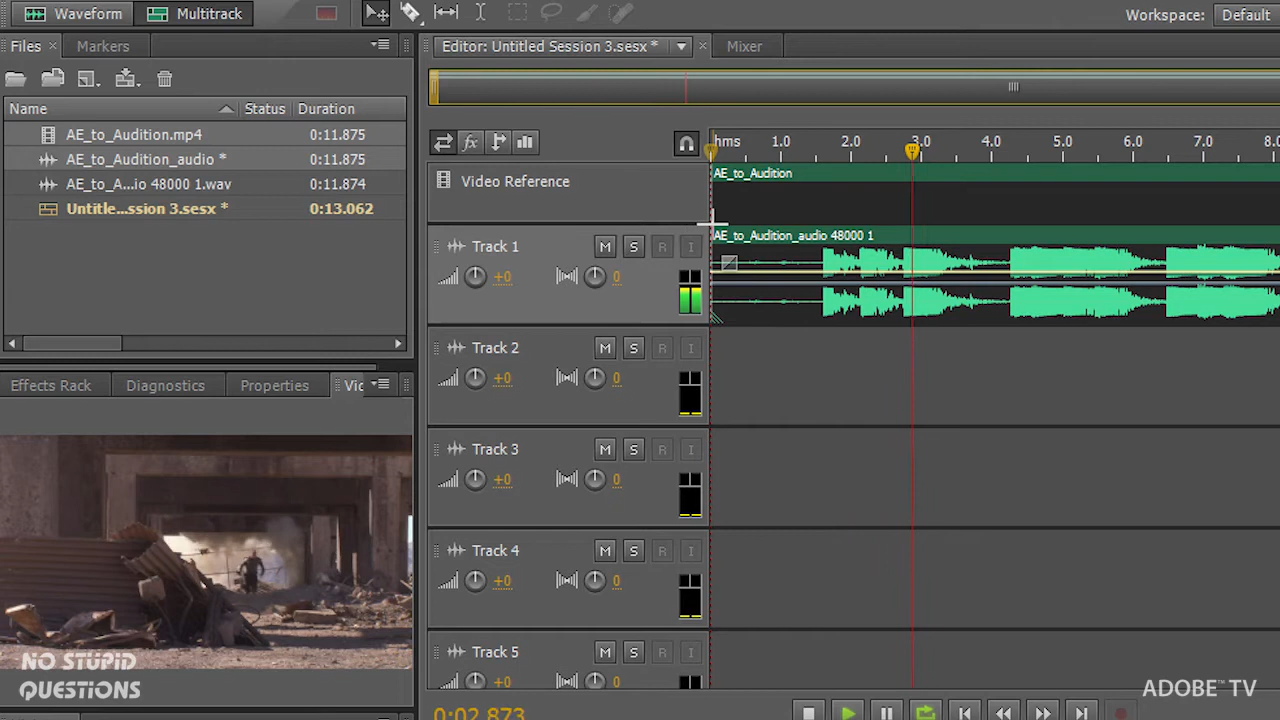 Waveform Multitrack Workspace: Default
Files × Markers
Editor: Untitled Session 3.sesx * × Mixer
Name Status Duration
AE_to_Audition.mp4 0:11.875
AE_to_Audition_audio * 0:11.875
AE_to_A...io 48000 1.wav 0:11.874
Untitle...ssion 3.sesx * 0:13.062
fx
hms 1.0 2.0 3.0 4.0 5.0 6.0 7.0 8.0
Video Reference
AE_to_Audition
AE_to_Audition_audio 48000 1
Track 1 M S R I
+0 0
Track 2 M S R I
+0 0
Track 3 M S R I
+0 0
Track 4 M S R I
+0 0
Track 5 M S R I
+0 0
Effects Rack Diagnostics Properties Vic
NO STUPID
QUESTIONS
0:02.873
ADOBE™ TV